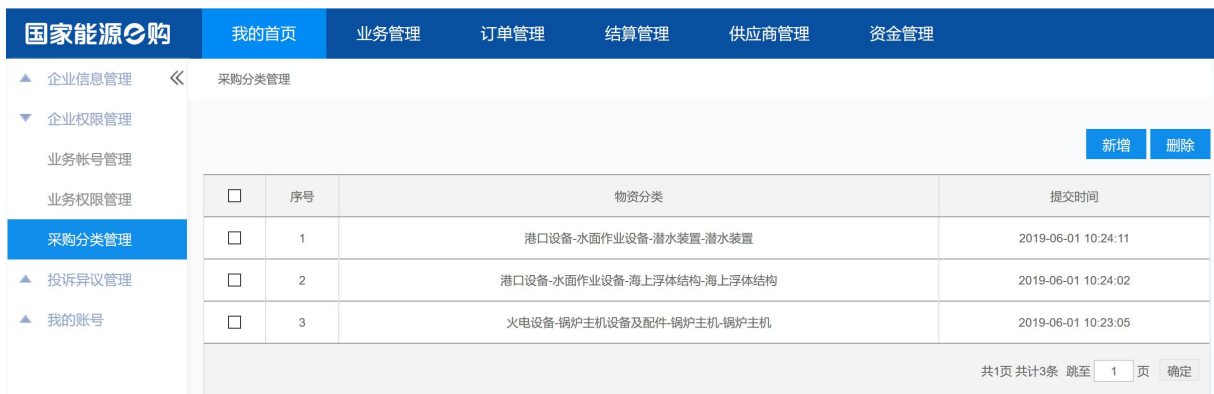 国家能源e购 我的首页 业务管理 订单管理 结算管理 供应商管理 资金管理
企业信息管理 采购分类管理
企业权限管理
新增 删除
业务帐号管理
业务权限管理
序号 物资分类 提交时间
采购分类管理
1 港口设备-水面作业设备-潜水装置-潜水装置 2019-06-01 10:24:11
投诉异议管理
2 港口设备-水面作业设备-海上浮体结构-海上浮体结构 2019-06-01 10:24:02
我的账号
3 火电设备-锅炉主机设备及配件-锅炉主机-锅炉主机 2019-06-01 10:23:05
共1页 共计3条 跳至 1 页 确定